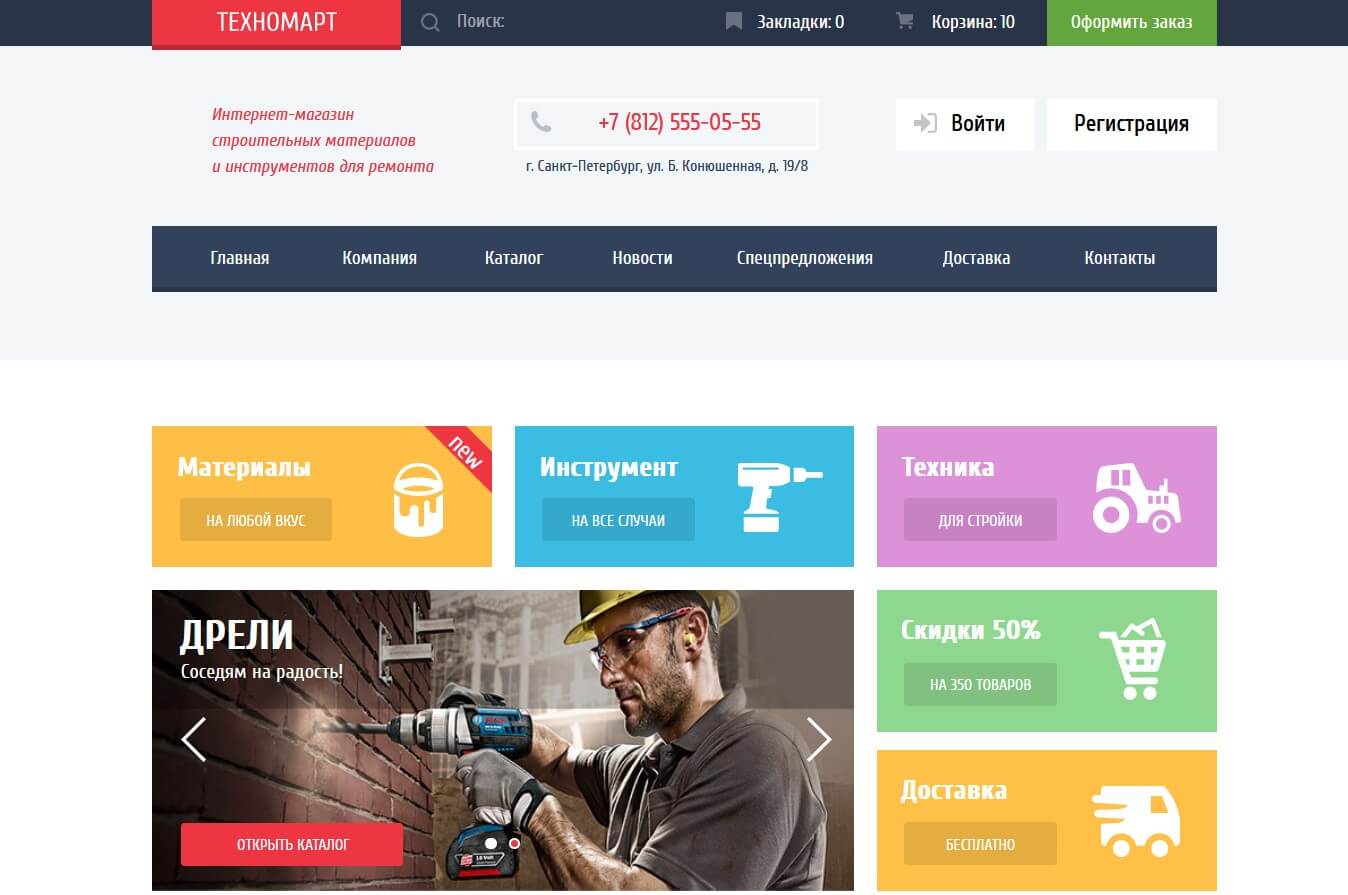 ТЕХНОМАРТ
Поиск:
Закладки: 0
Корзина: 10
Оформить заказ
Интернет-магазин
строительных материалов
и инструментов для ремонта
+7 (812) 555-05-55
г. Санкт-Петербург, ул. Б. Конюшенная, д. 19/8
Войти
Регистрация
Главная
Компания
Каталог
Новости
Спецпредложения
Доставка
Контакты
Материалы
НА ЛЮБОЙ ВКУС
new
Инструмент
НА ВСЕ СЛУЧАИ
Техника
ДЛЯ СТРОЙКИ
ДРЕЛИ
Соседям на радость!
ОТКРЫТЬ КАТАЛОГ
Скидки 50%
НА 350 ТОВАРОВ
Доставка
БЕСПЛАТНО